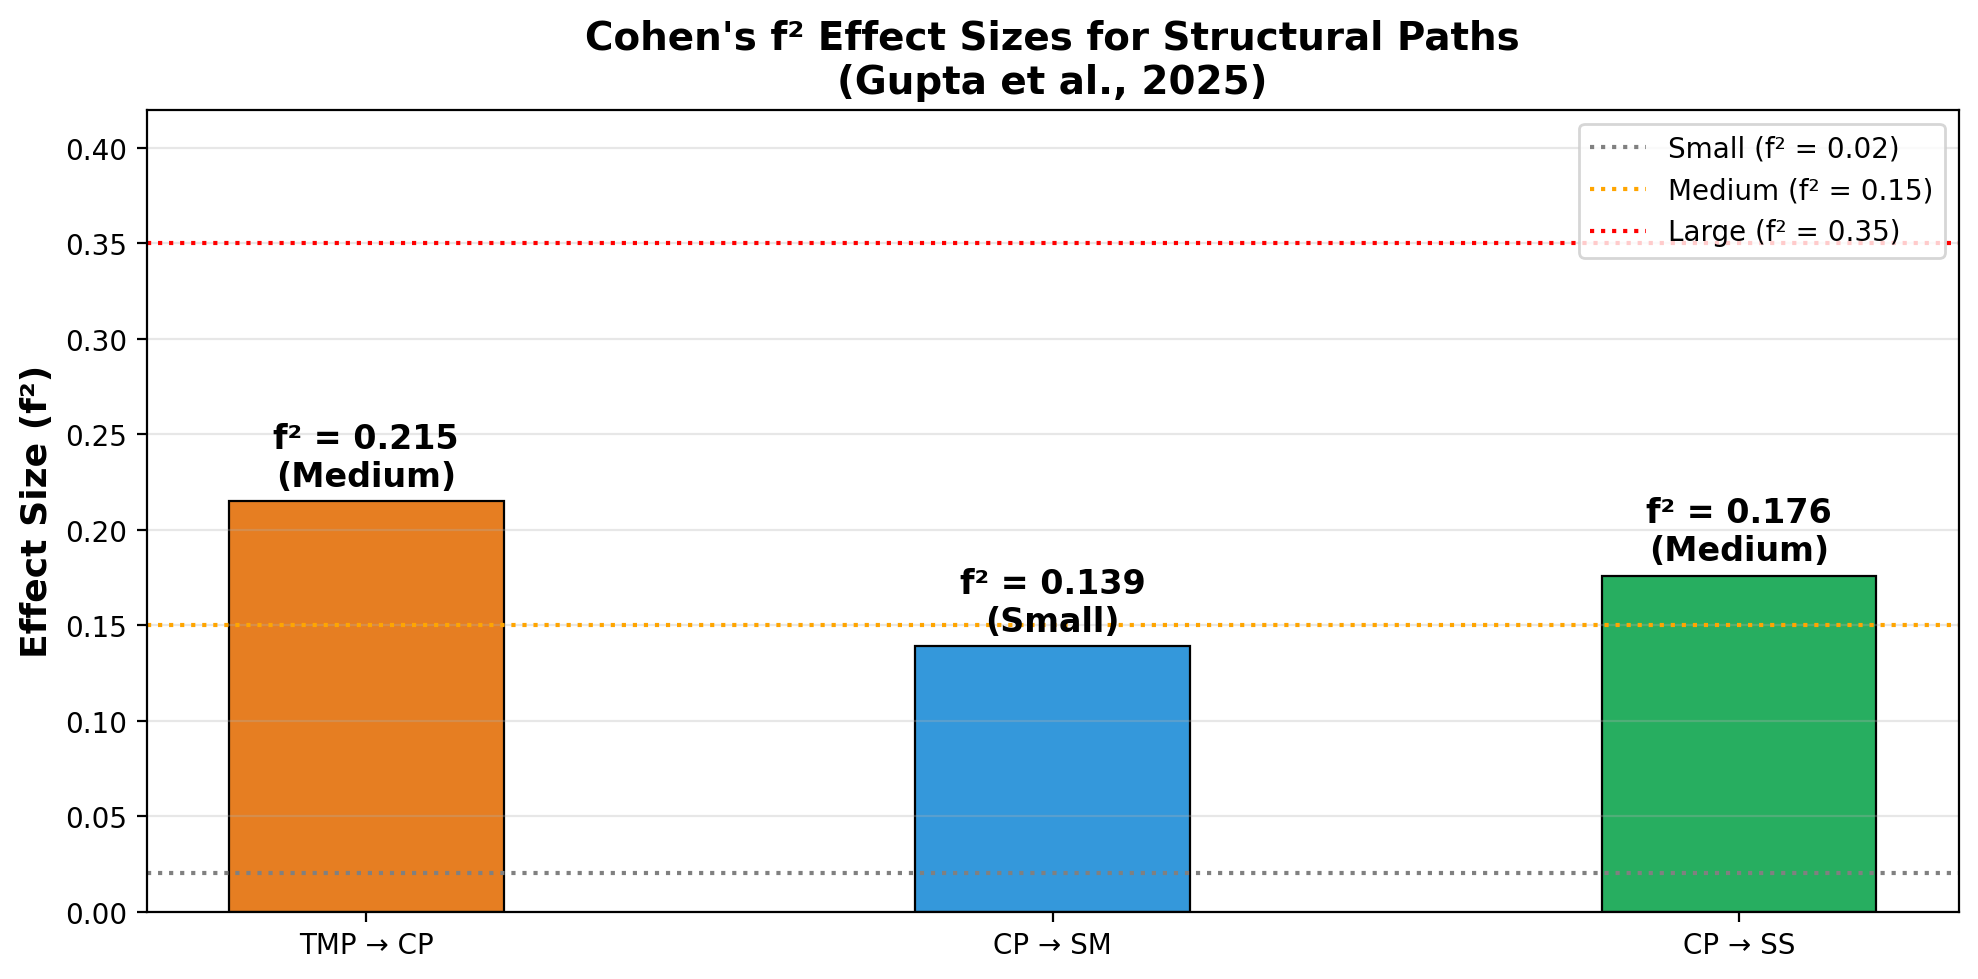 Cohen's f² Effect Sizes for Structural Paths
(Gupta et al., 2025)
Effect Size (f²)
0.40
0.35
0.30
0.25
0.20
0.15
0.10
0.05
0.00
Small (f² = 0.02)
Medium (f² = 0.15)
Large (f² = 0.35)
f² = 0.215
(Medium)
f² = 0.139
(Small)
f² = 0.176
(Medium)
TMP → CP
CP → SM
CP → SS